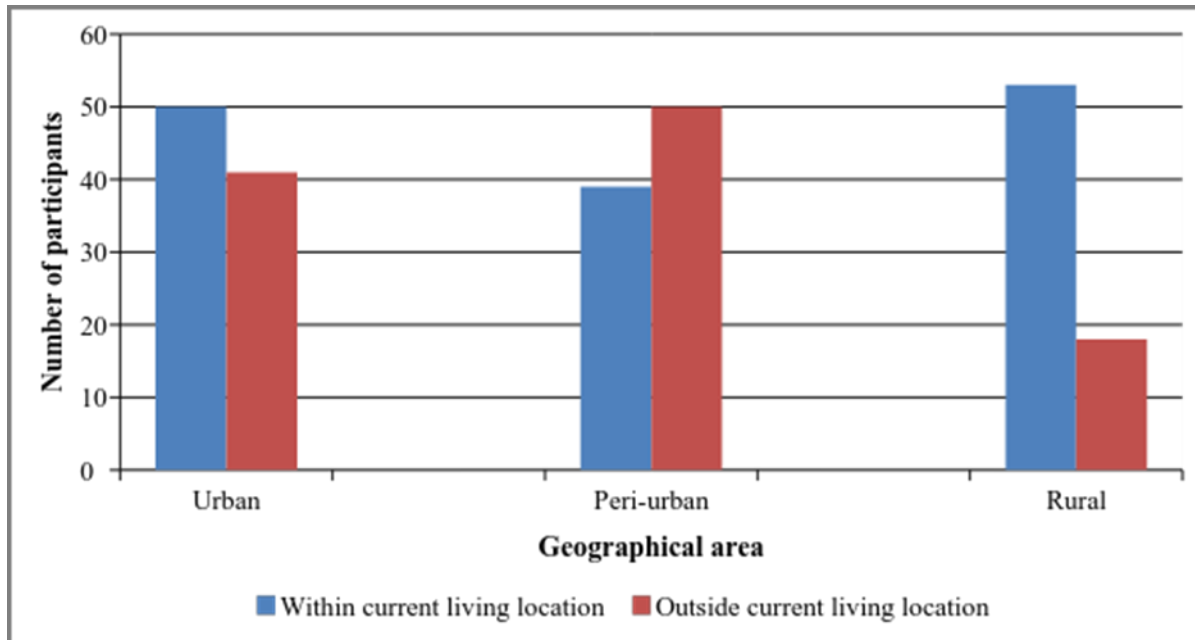 60
50
40
30
20
10
0
Number of participants
Urban Peri-urban Rural
Geographical area
Within current living location Outside current living location